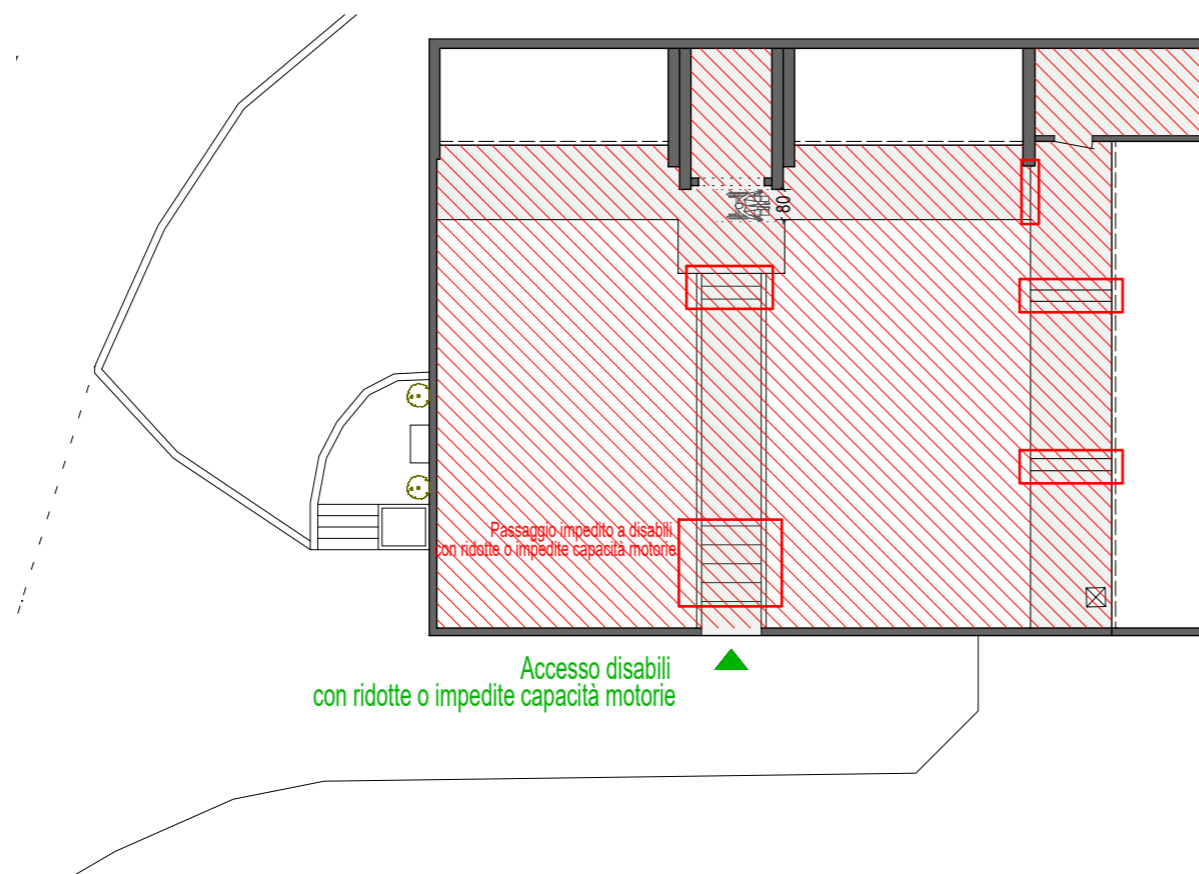 80
Passaggio impedito a disabili
con ridotte o impedite capacità motorie
Accesso disabili
con ridotte o impedite capacità motorie